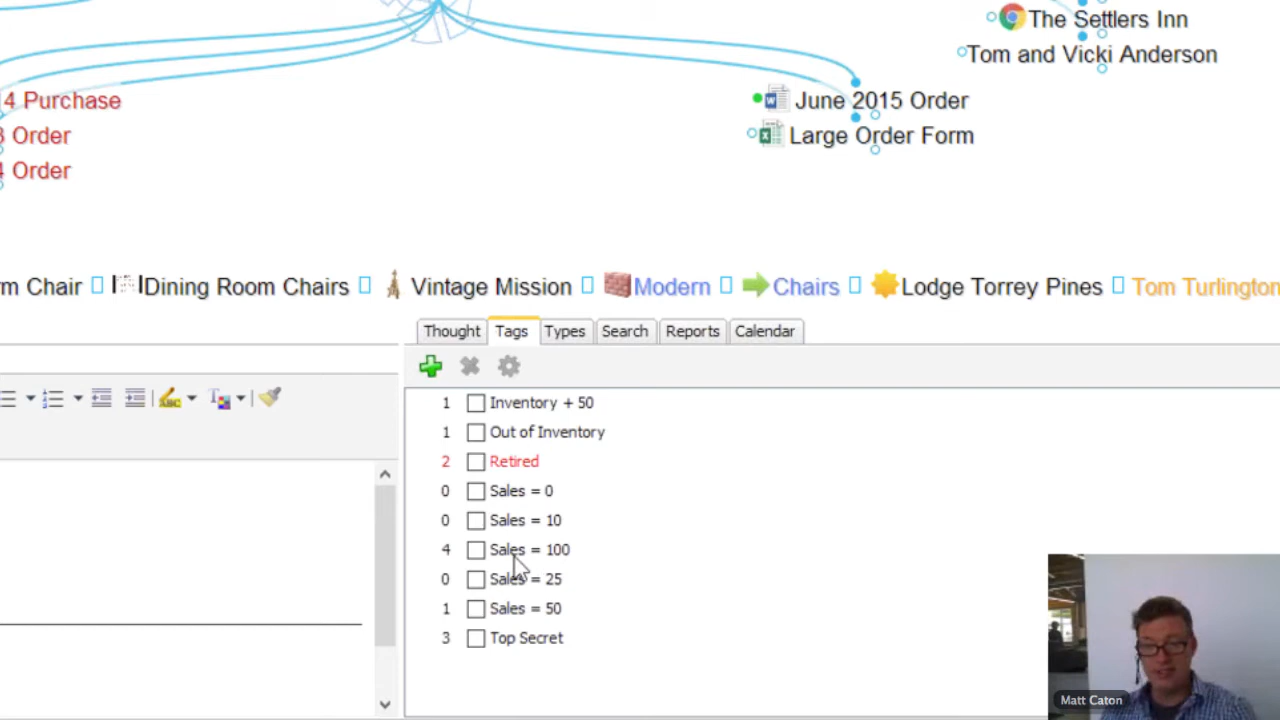 The Settlers Inn
Tom and Vicki Anderson
4 Purchase
June 2015 Order
Order
Large Order Form
Order
m Chair Dining Room Chairs Vintage Mission Modern Chairs Lodge Torrey Pines Tom Turlington
Thought Tags Types Search Reports Calendar
1 Inventory + 50
1 Out of Inventory
2 Retired
0 Sales = 0
0 Sales = 10
4 Sales = 100
0 Sales = 25
1 Sales = 50
3 Top Secret
Matt Caton